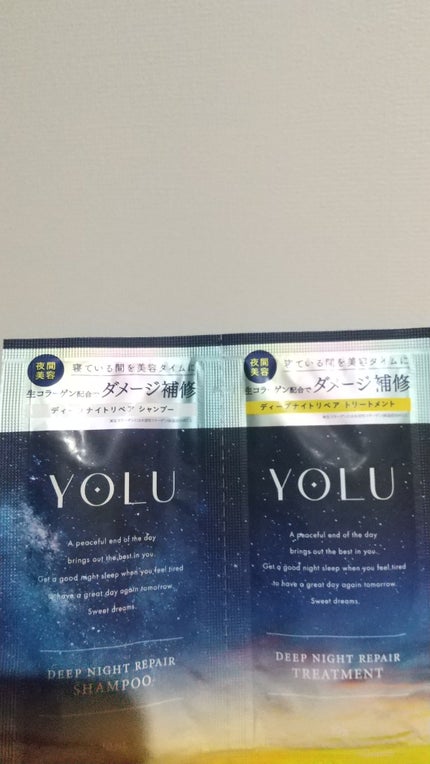 夜間
美容
寝ている間を美容タイムに
生コラーゲン配合で ダメージ補修
ディープナイトリペア シャンプー
YOLU
A peaceful end of the day
brings out the best in you.
Get a good night sleep when you feel tired
to have a great day again tomorrow.
Sweet dreams.
DEEP NIGHT REPAIR
SHAMPOO
夜間
美容
寝ている間を美容タイムに
生コラーゲン配合で ダメージ補修
ディープナイトリペア トリートメント
YOLU
A peaceful end of the day
brings out the best in you.
Get a good night sleep when you feel tired
to have a great day again tomorrow.
Sweet dreams.
DEEP NIGHT REPAIR
TREATMENT